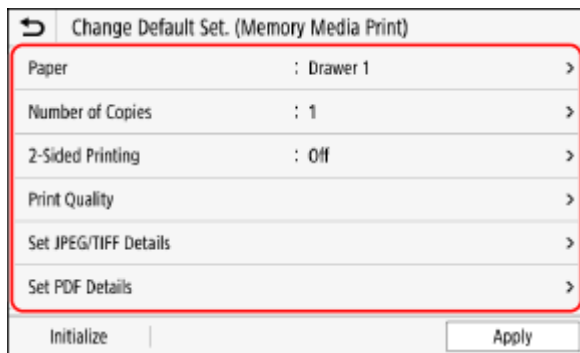 Change Default Set. (Memory Media Print)
Paper : Drawer 1
Number of Copies : 1
2-Sided Printing : Off
Print Quality
Set JPEG/TIFF Details
Set PDF Details
Initialize Apply